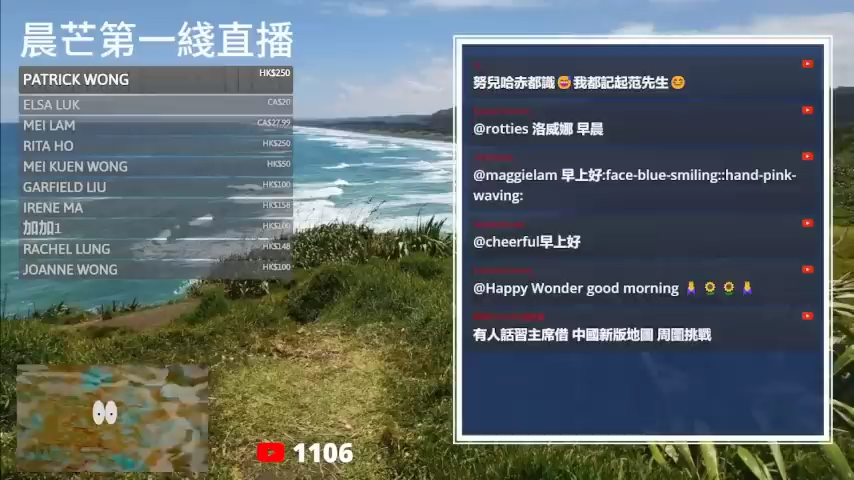 晨芒第一綫直播
PATRICK WONG HK$250
ELSA LUK CA$20
MEI LAM CA$27.99
RITA HO HK$250
MEI KUEN WONG HK$50
GARFIELD LIU HK$100
IRENE MA HK$158
加加1 HK$100
RACHEL LUNG HK$148
JOANNE WONG HK$100
努兒哈赤都識😅我都記起范先生😊
@rotties 洛威娜 早晨
@maggielam 早上好:face-blue-smiling::hand-pink-
waving:
@cheerful早上好
@Happy Wonder good morning 🧘‍♀️ 🌻 🌻 🧘‍♀️
有人話習主席借 中國新版地圖 周圍挑戰
1106